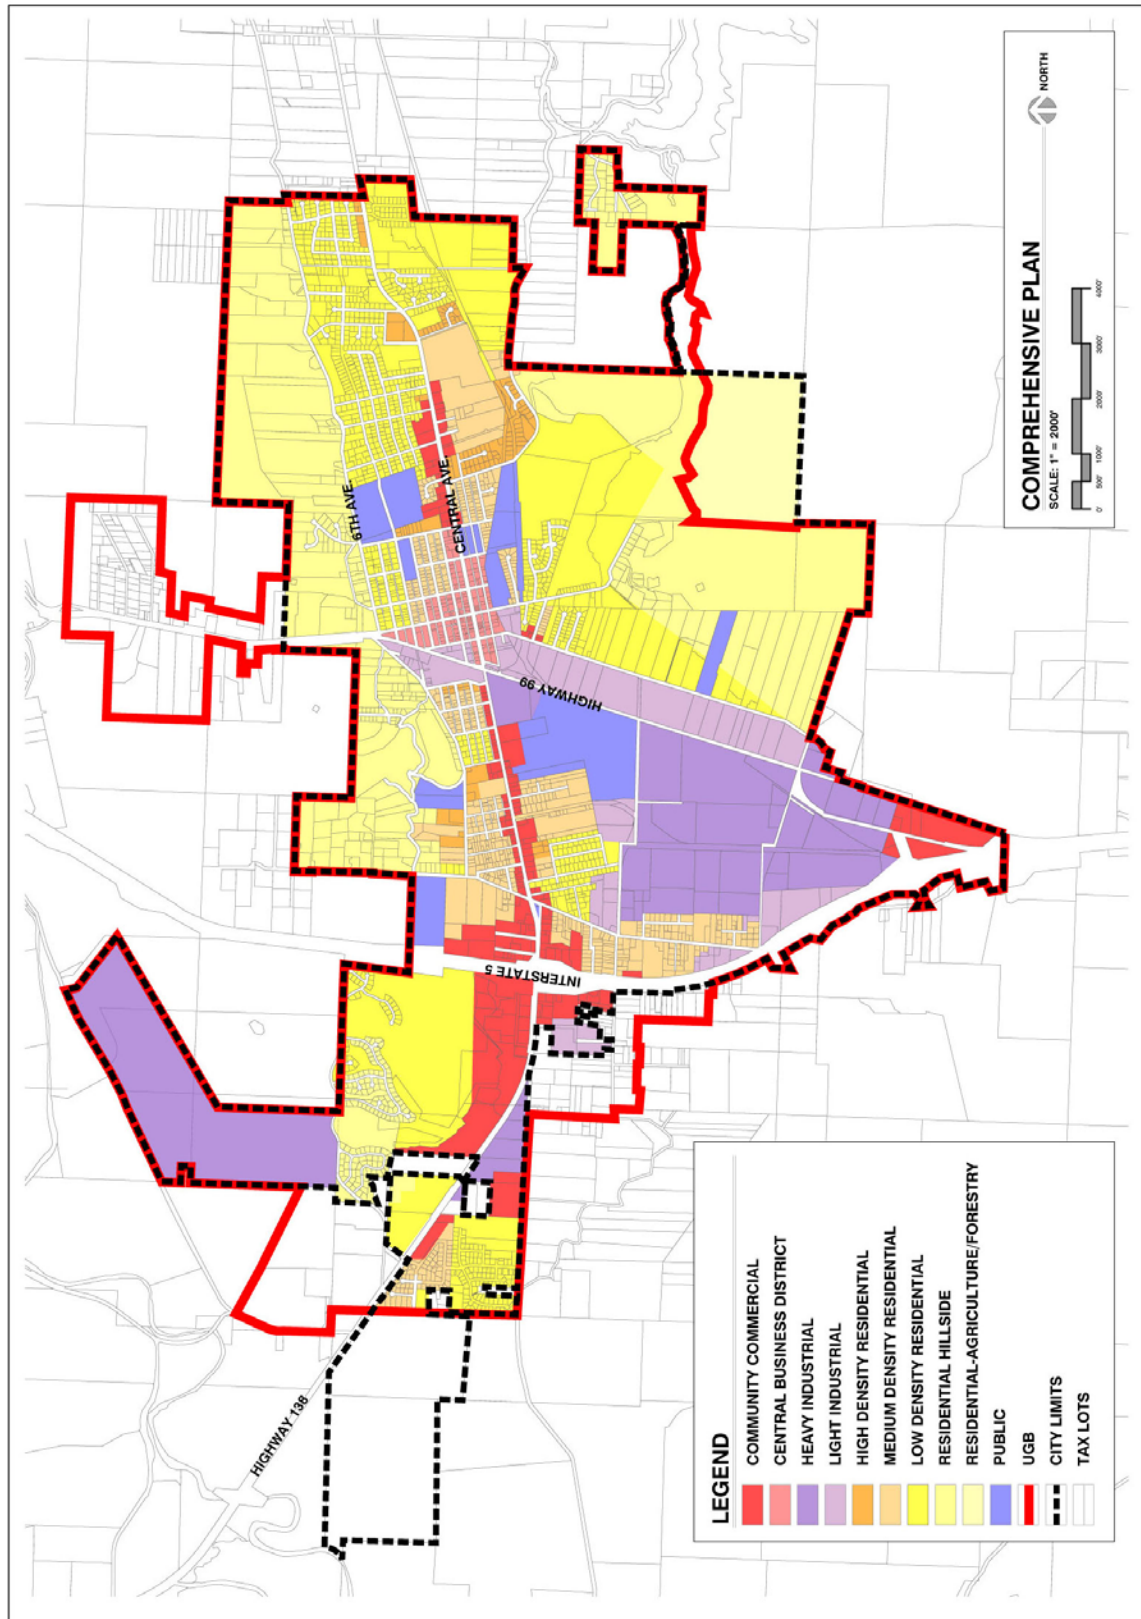 6TH AVE.
CENTRAL AVE.
HIGHWAY 99
INTERSTATE 5
HIGHWAY 138
COMPREHENSIVE PLAN
SCALE: 1" = 2000'
0' 500' 1000' 2000' 3000' 4000'
NORTH
LEGEND
COMMUNITY COMMERCIAL
CENTRAL BUSINESS DISTRICT
HEAVY INDUSTRIAL
LIGHT INDUSTRIAL
HIGH DENSITY RESIDENTIAL
MEDIUM DENSITY RESIDENTIAL
LOW DENSITY RESIDENTIAL
RESIDENTIAL HILLSIDE
RESIDENTIAL-AGRICULTURE/FORESTRY
PUBLIC
UGB
CITY LIMITS
TAX LOTS